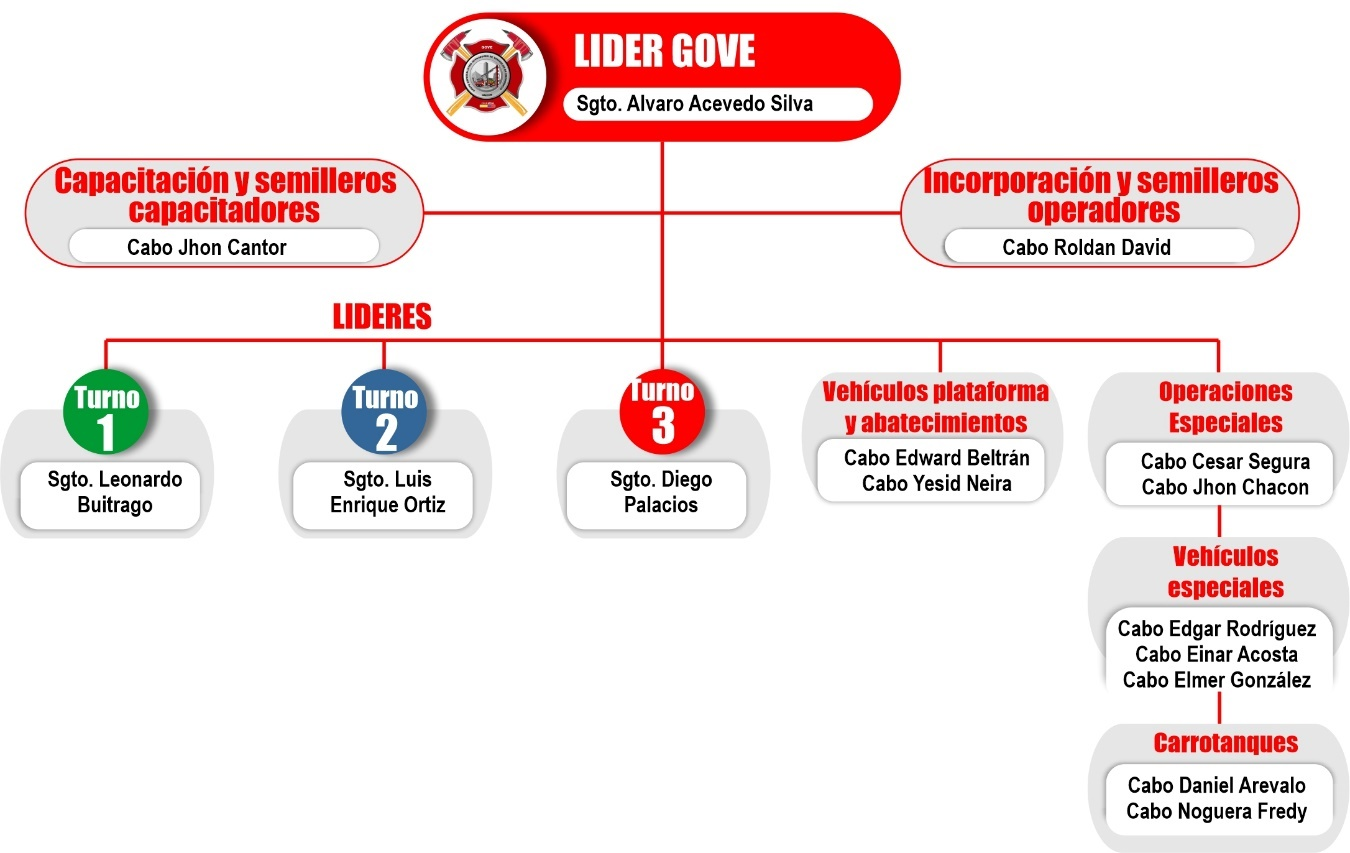 LIDER GOVE
Sgto. Alvaro Acevedo Silva
GOVE
Capacitación y semilleros
capacitadores
Cabo Jhon Cantor
Incorporación y semilleros
operadores
Cabo Roldan David
LIDERES
Turno
1
Sgto. Leonardo
Buitrago
Turno
2
Sgto. Luis
Enrique Ortiz
Turno
3
Sgto. Diego
Palacios
Vehículos plataforma
y abatecimientos
Cabo Edward Beltrán
Cabo Yesid Neira
Operaciones
Especiales
Cabo Cesar Segura
Cabo Jhon Chacon
Vehículos
especiales
Cabo Edgar Rodríguez
Cabo Einar Acosta
Cabo Elmer González
Carrotanques
Cabo Daniel Arevalo
Cabo Noguera Fredy